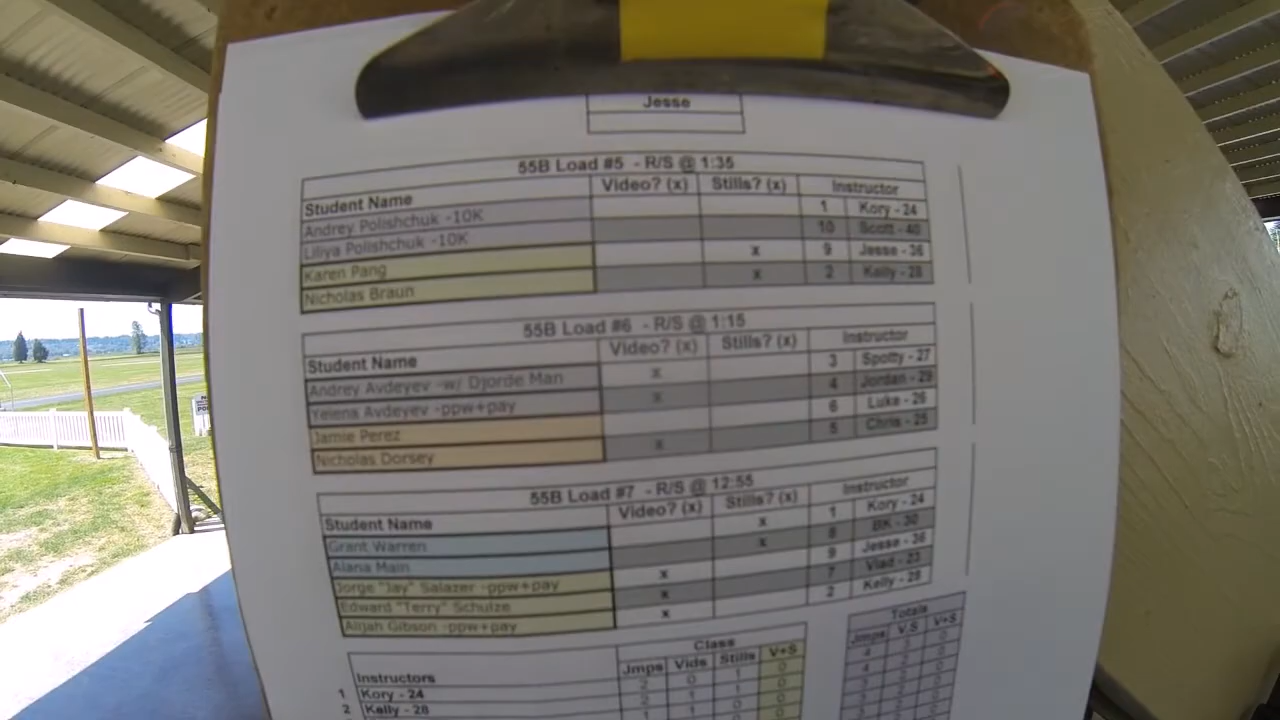 Jesse
55B Load #5 - R/S @ 1:35
Student Name Video? (x) Stills? (x) Instructor
Andrey Polishchuk -10K 1 Kory - 24
Liliya Polishchuk -10K 10 Scott - 40
Karen Pang x 9 Jesse - 36
Nicholas Braun x 2 Kelly - 28
55B Load #6 - R/S @ 1:15
Student Name Video? (x) Stills? (x) Instructor
Andrey Avdeyev -w/ Djorde Man x 3 Spotty - 27
Yelena Avdeyev -ppw+pay x 4 Jordan - 29
Jamie Perez 6 Luke - 26
Nicholas Dorsey x 5 Chris - 25
55B Load #7 - R/S @ 12:55
Student Name Video? (x) Stills? (x) Instructor
Grant Warren x 1 Kory - 24
Alana Main x 8 BK - 30
Jorge "Jay" Salazer -ppw+pay x 9 Jesse - 36
Edward "Terry" Schulze x 7 Vlad - 23
Alijah Gibson -ppw+pay x 2 Kelly - 28
Class Totals
Instructors Jmps Vids Stills V+S Jmps V.S V+S
1 Kory - 24
2 Kelly - 28